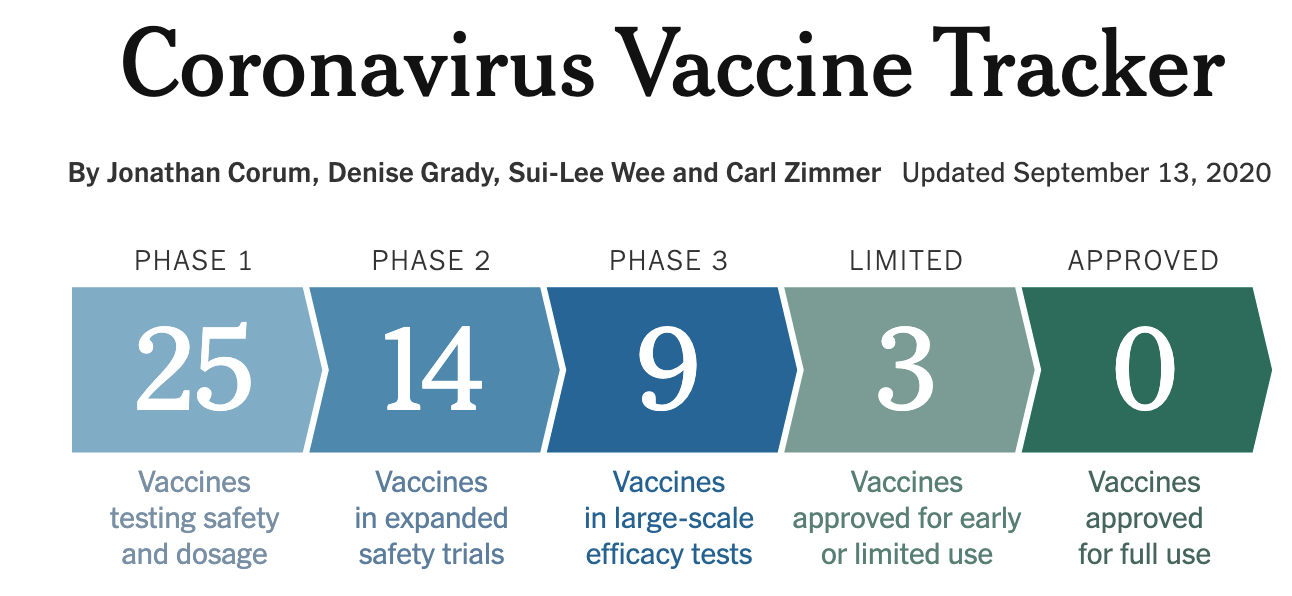 Coronavirus Vaccine Tracker
By Jonathan Corum, Denise Grady, Sui-Lee Wee and Carl Zimmer Updated September 13, 2020
PHASE 1
25
Vaccines
testing safety
and dosage
PHASE 2
14
Vaccines
in expanded
safety trials
PHASE 3
9
Vaccines
in large-scale
efficacy tests
LIMITED
3
Vaccines
approved for early
or limited use
APPROVED
0
Vaccines
approved
for full use